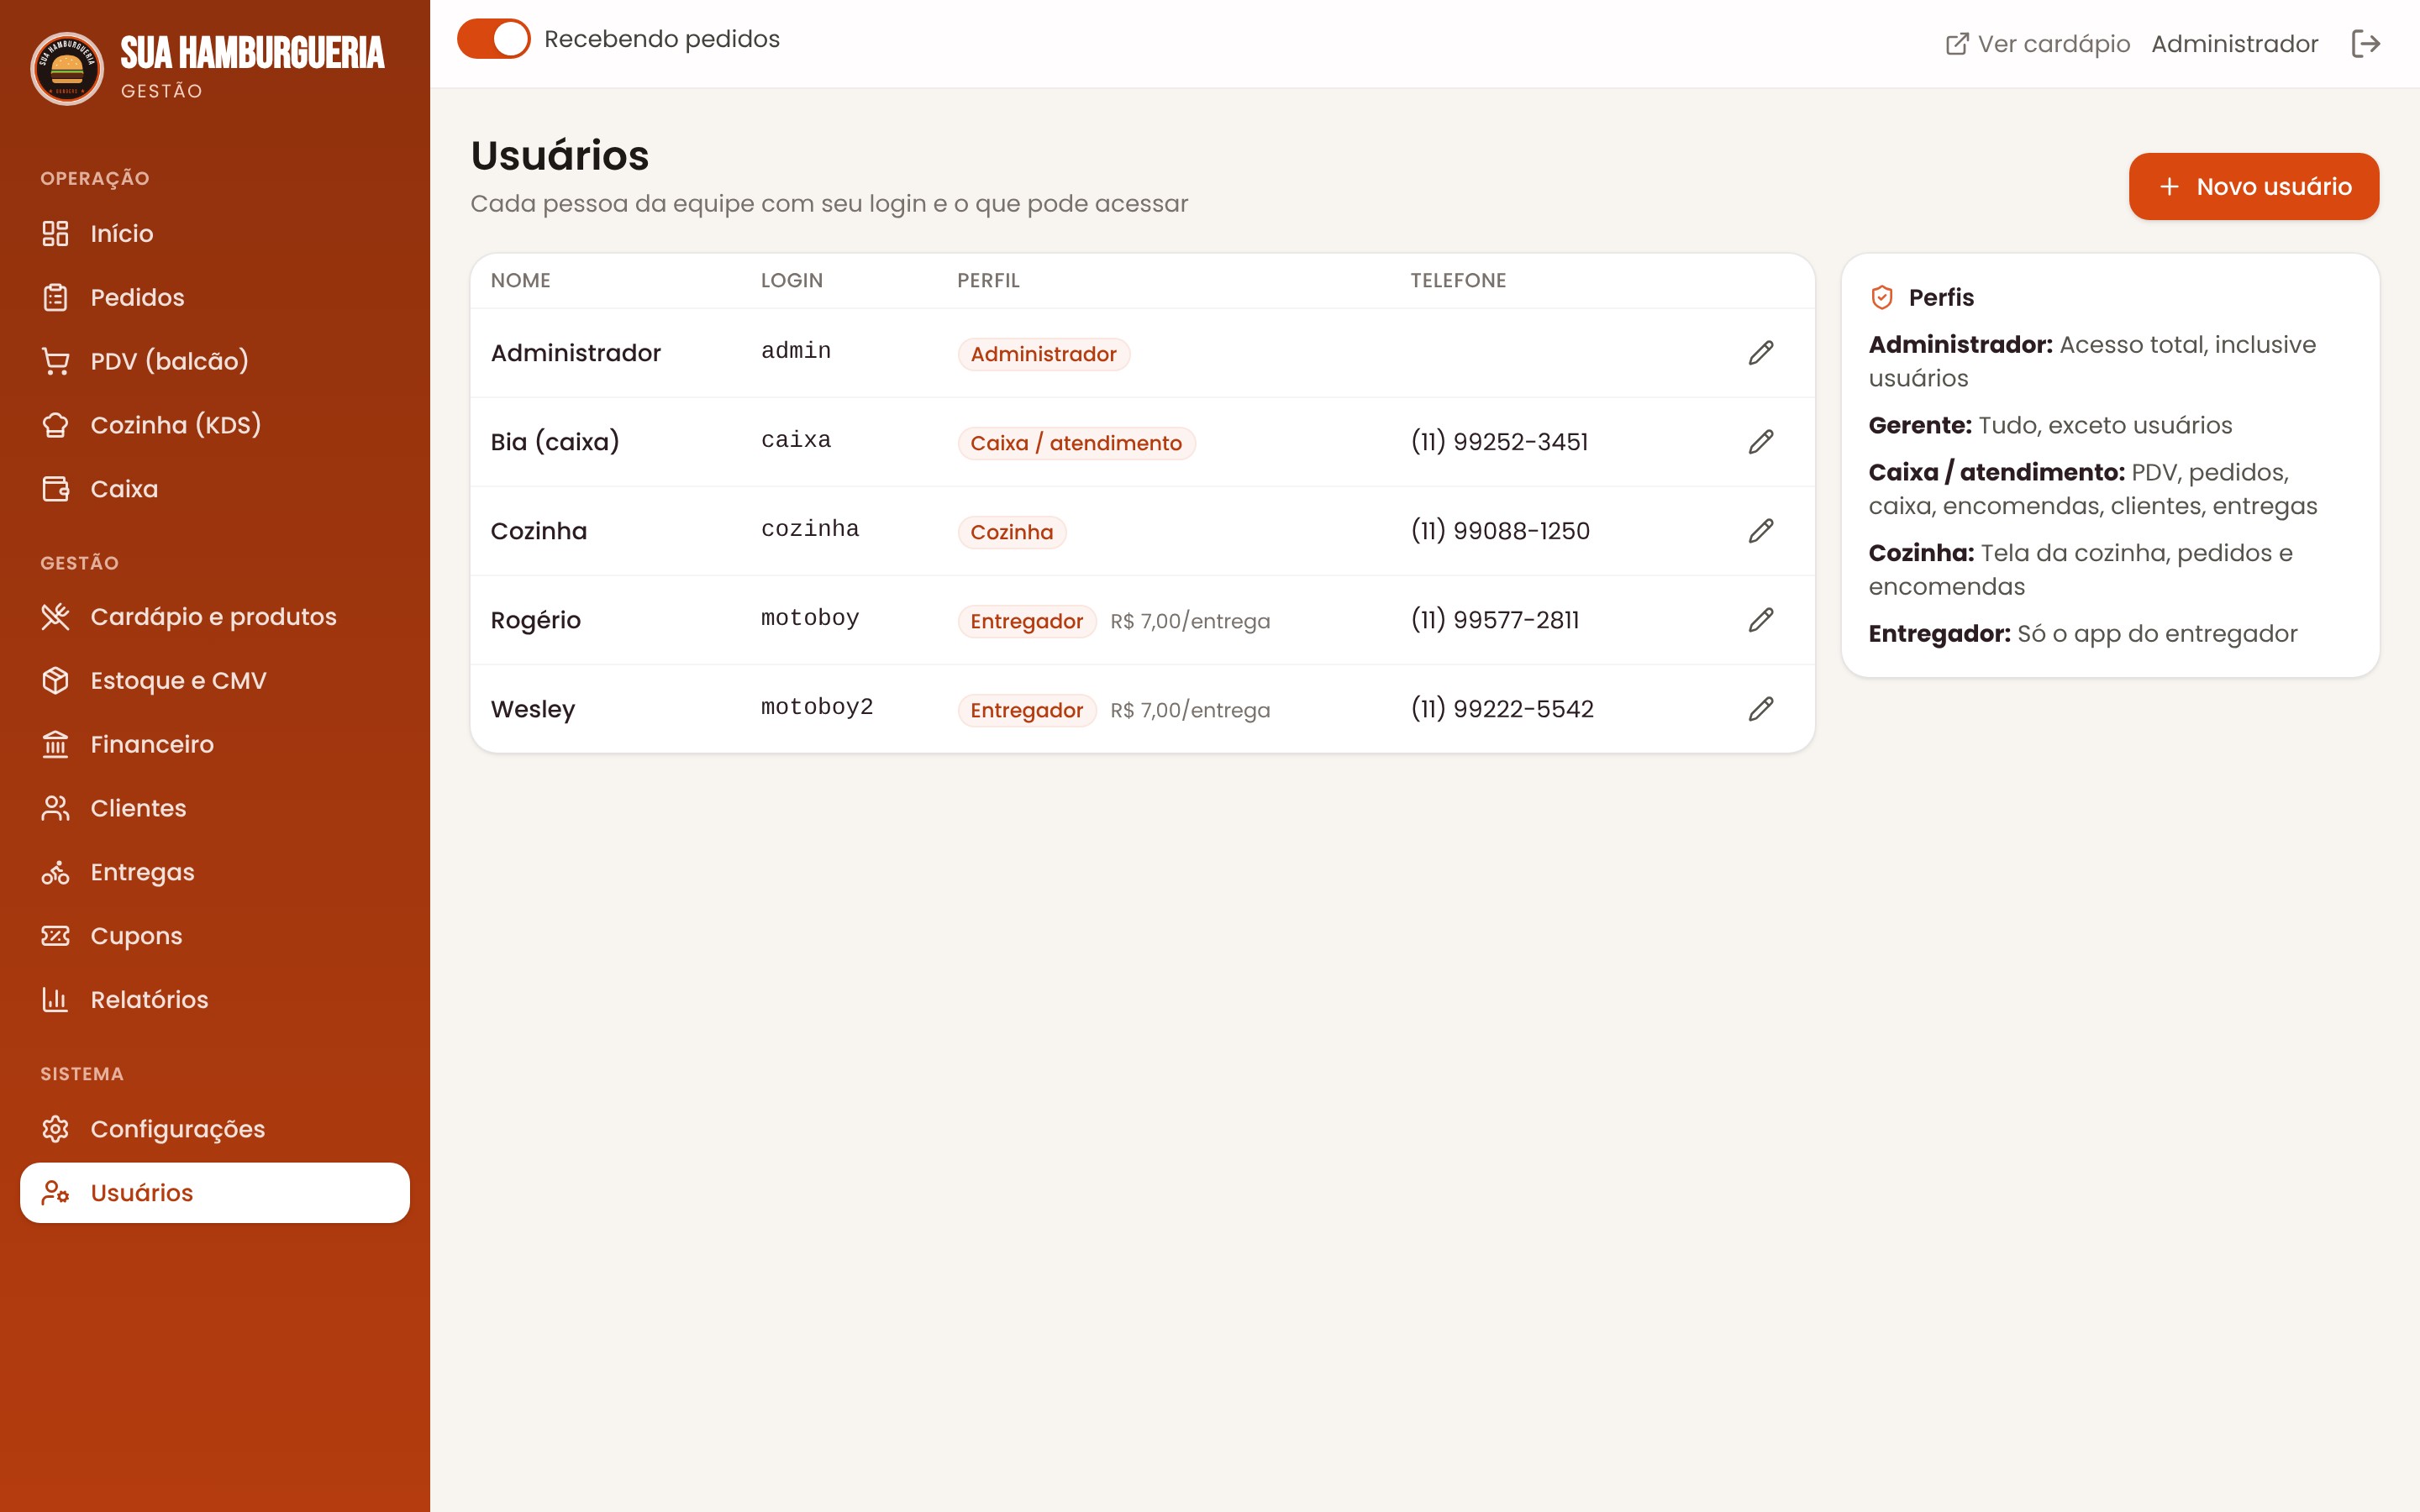 SUA HAMBURGUERIA
SUA HAMBURGUERIA
GESTÃO
Recebendo pedidos
Ver cardápio
Administrador
OPERAÇÃO
Início
Pedidos
PDV (balcão)
Cozinha (KDS)
Caixa
GESTÃO
Cardápio e produtos
Estoque e CMV
Financeiro
Clientes
Entregas
Cupons
Relatórios
SISTEMA
Configurações
Usuários
Usuários
Cada pessoa da equipe com seu login e o que pode acessar
+ Novo usuário
NOME LOGIN PERFIL TELEFONE
Administrador admin Administrador
Bia (caixa) caixa Caixa / atendimento (11) 99252-3451
Cozinha cozinha Cozinha (11) 99088-1250
Rogério motoboy Entregador R$ 7,00/entrega (11) 99577-2811
Wesley motoboy2 Entregador R$ 7,00/entrega (11) 99222-5542
Perfis
Administrador: Acesso total, inclusive
usuários
Gerente: Tudo, exceto usuários
Caixa / atendimento: PDV, pedidos,
caixa, encomendas, clientes, entregas
Cozinha: Tela da cozinha, pedidos e
encomendas
Entregador: Só o app do entregador